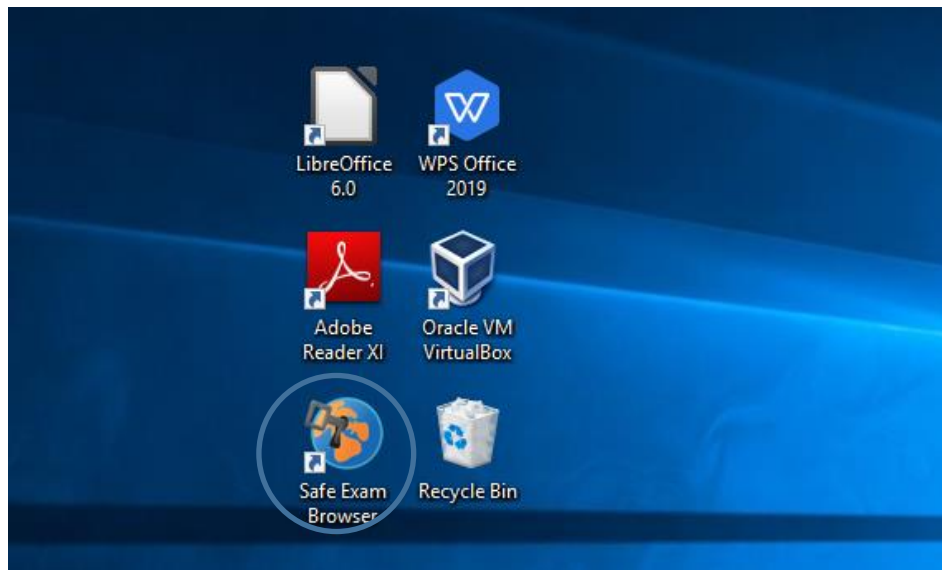 LibreOffice
6.0
WPS Office
2019
Adobe
Reader XI
Oracle VM
VirtualBox
Safe Exam
Browser
Recycle Bin